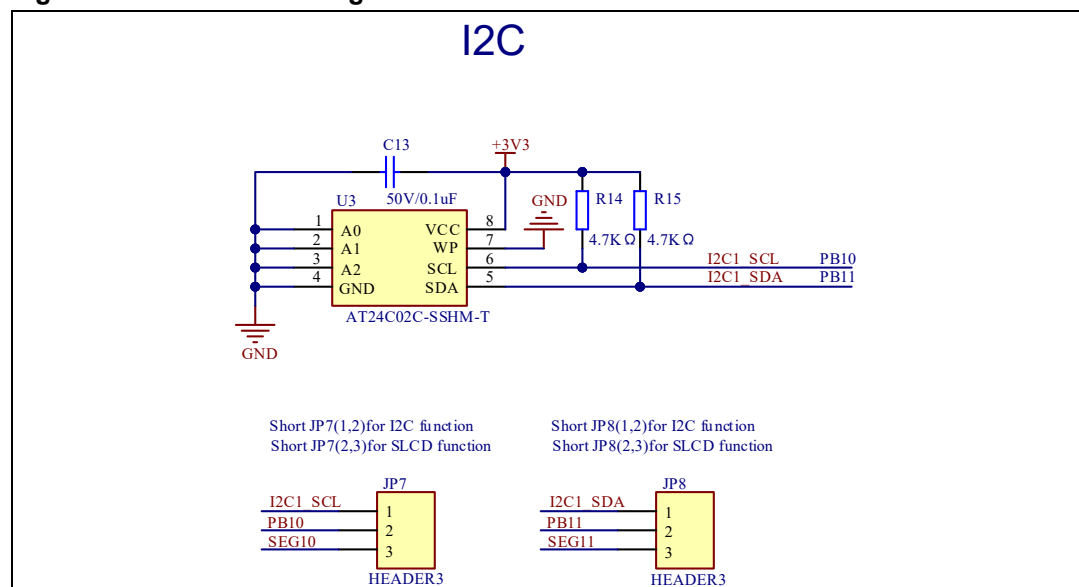 I2C
C13
+3V3
50V/0.1uF
U3
GND
R14
R15
4.7KΩ
4.7KΩ
1
A0
VCC
8
2
A1
WP
7
3
A2
SCL
6
I2C1_SCL
PB10
4
GND
SDA
5
I2C1_SDA
PB11
AT24C02C-SSHM-T
GND
Short JP7(1,2)for I2C function
Short JP7(2,3)for SLCD function
Short JP8(1,2)for I2C function
Short JP8(2,3)for SLCD function
JP7
I2C1_SCL
1
PB10
2
SEG10
3
HEADER3
JP8
I2C1_SDA
1
PB11
2
SEG11
3
HEADER3